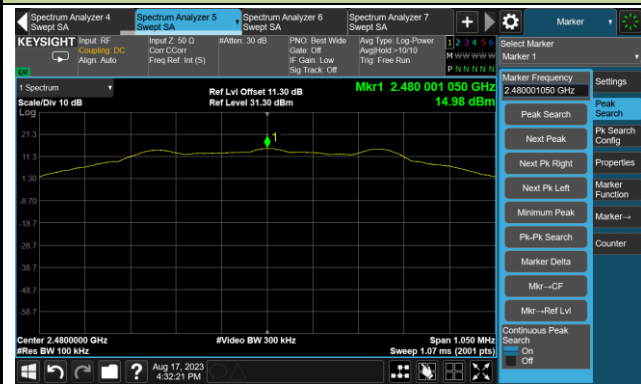 Spectrum Analyzer 4
Swept SA
Spectrum Analyzer 5
Swept SA
Spectrum Analyzer 6
Swept SA
Spectrum Analyzer 7
Swept SA
Marker
KEYSIGHT
Input: RF
Coupling: DC
Align: Auto
Input Z: 50 Ω
Corr CCorr
Freq Ref: Int (S)
#Atten: 30 dB
PNO: Best Wide
Gate: Off
IF Gain: Low
Sig Track: Off
Avg Type: Log-Power
Avg|Hold:>10/10
Trig: Free Run
1 2 3 4 5 6
M W W W W W
P N N N N N
LW
Select Marker
Marker 1
1 Spectrum
Scale/Div 10 dB
Log
Ref Lvl Offset 11.30 dB
Ref Level 31.30 dBm
Mkr1 2.480 001 050 GHz
14.98 dBm
21.3
11.3
1.30
-8.70
-18.7
-28.7
-38.7
-48.7
-58.7
1
Center 2.4800000 GHz
#Res BW 100 kHz
#Video BW 300 kHz
Span 1.050 MHz
Sweep 1.07 ms (2001 pts)
Marker Frequency
2.480001050 GHz
Peak Search
Next Peak
Next Pk Right
Next Pk Left
Minimum Peak
Pk-Pk Search
Marker Delta
Mkr→CF
Mkr→Ref Lvl
Continuous Peak
Search
On
Off
Settings
Peak
Search
Pk Search
Config
Properties
Marker
Function
Marker→
Counter
Aug 17, 2023
4:32:21 PM